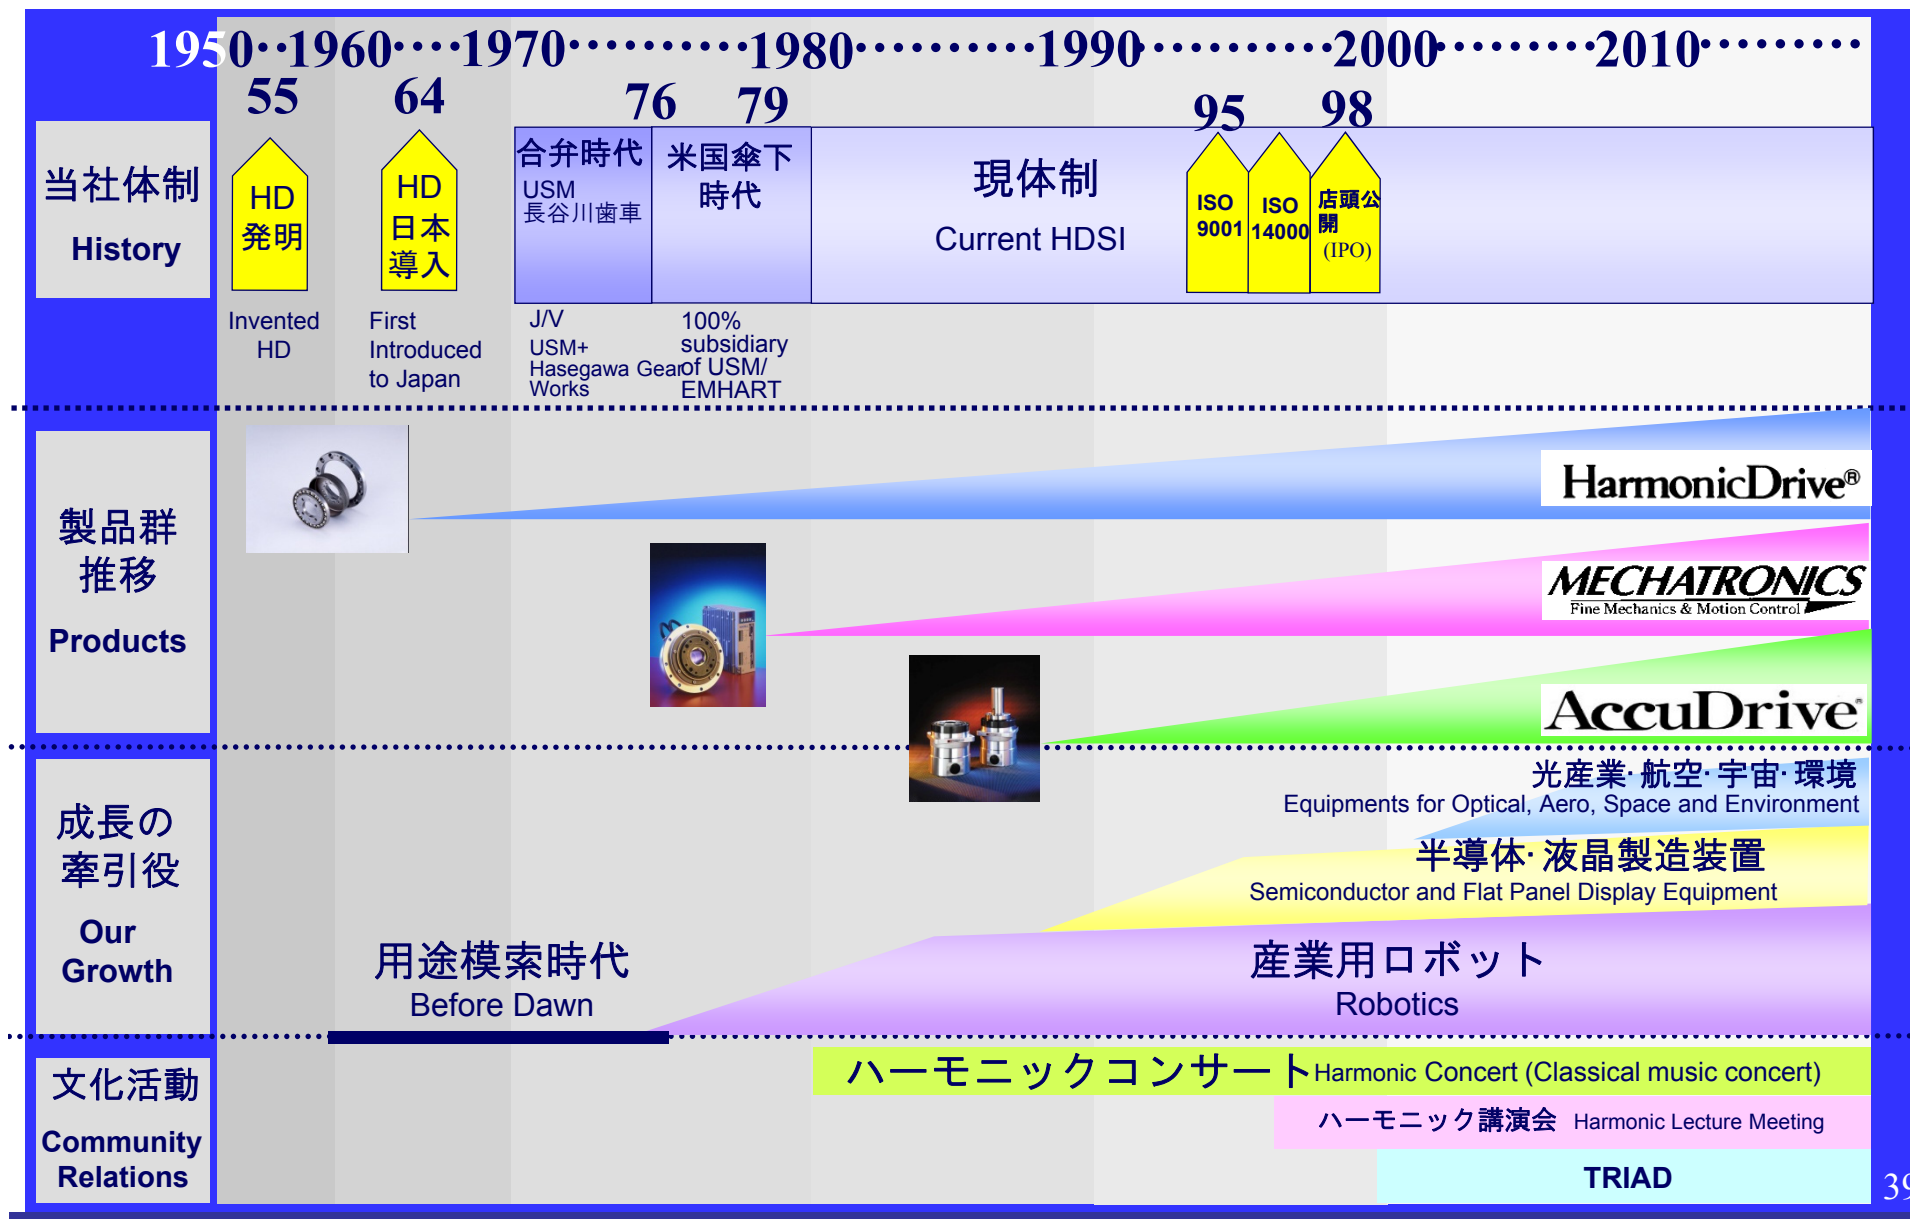 1950··1960····1970·········1980··········1990··········2000·········2010·········
55
64
76
79
95
98
当社体制
History
HD
発明
HD
日本
導入
合弁時代
USM
長谷川歯車
米国傘下
時代
現体制
Current HDSI
ISO
9001
ISO
14000
店頭公
開
(IPO)
Invented
HD
First
Introduced
to Japan
J/V
USM+
Hasegawa Gear
Works
100%
subsidiary
of USM/
EMHART
製品群
推移
Products
HarmonicDrive®
MECHATRONICS
Fine Mechanics & Motion Control
AccuDrive®
成長の
牽引役
Our
Growth
光産業·航空·宇宙·環境
Equipments for Optical, Aero, Space and Environment
半導体·液晶製造装置
Semiconductor and Flat Panel Display Equipment
用途模索時代
Before Dawn
産業用ロボット
Robotics
文化活動
Community
Relations
ハーモニックコンサート Harmonic Concert (Classical music concert)
ハーモニック講演会 Harmonic Lecture Meeting
TRIAD
39